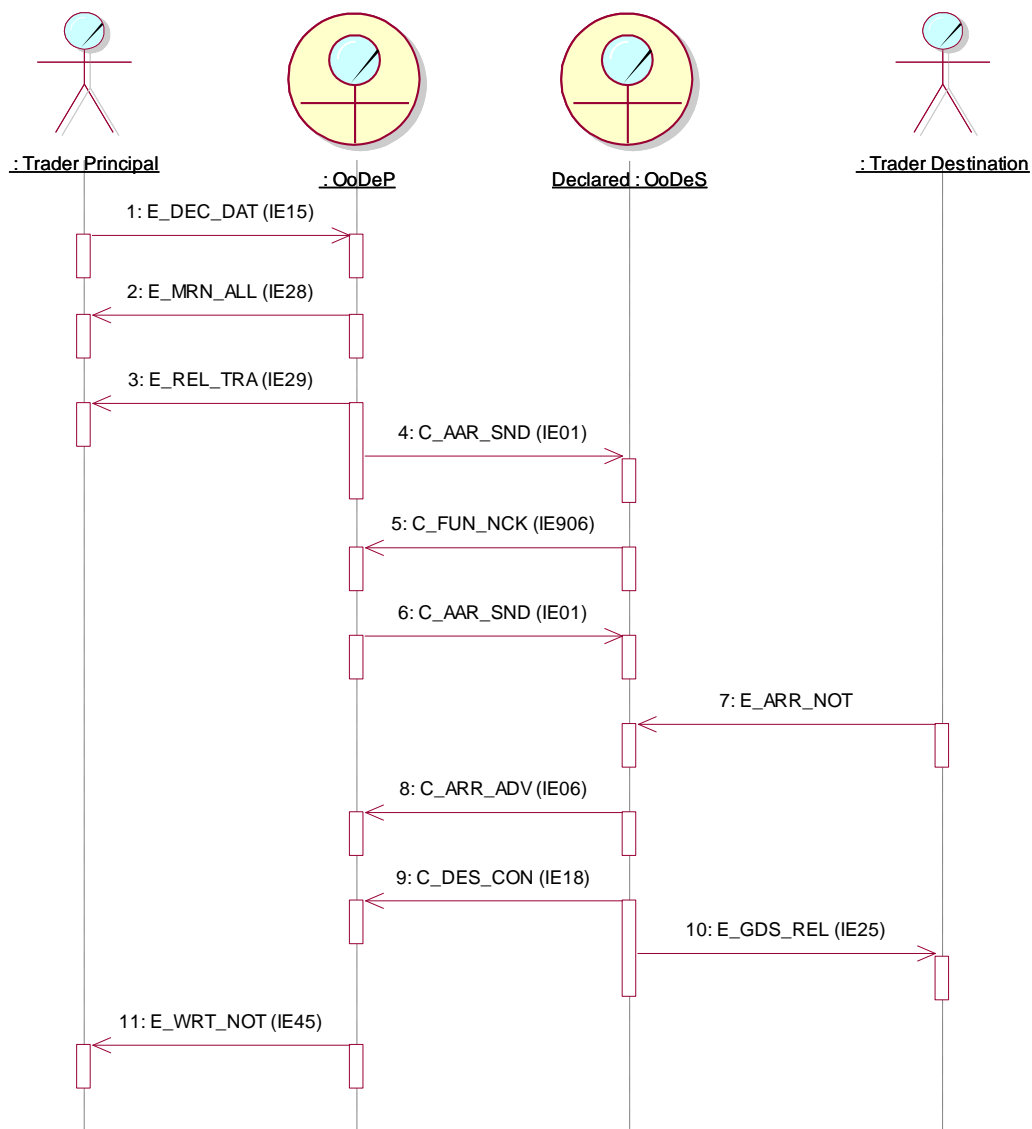 : Trader Principal
: OoDeP
Declared : OoDeS
: Trader Destination
1: E_DEC_DAT (IE15)
2: E_MRN_ALL (IE28)
3: E_REL_TRA (IE29)
4: C_AAR_SND (IE01)
5: C_FUN_NCK (IE906)
6: C_AAR_SND (IE01)
7: E_ARR_NOT
8: C_ARR_ADV (IE06)
9: C_DES_CON (IE18)
10: E_GDS_REL (IE25)
11: E_WRT_NOT (IE45)